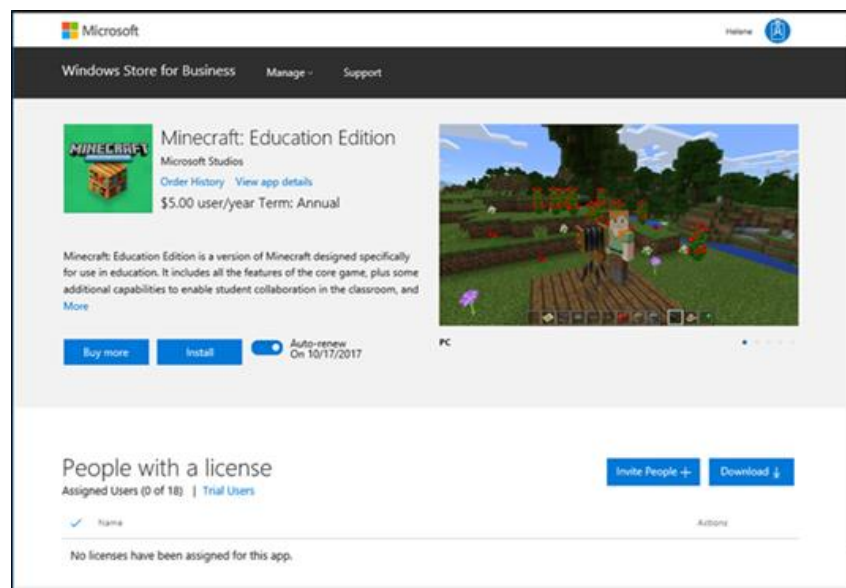 Microsoft
Helene
Windows Store for Business Manage Support
MINECRAFT
Minecraft: Education Edition
Microsoft Studios
Order History View app details
$5.00 user/year Term: Annual
Minecraft: Education Edition is a version of Minecraft designed specifically
for use in education. It includes all the features of the core game, plus some
additional capabilities to enable student collaboration in the classroom, and
More
Buy more Install Auto-renew
On 10/17/2017
PC
People with a license
Invite People + Download
Assigned Users (0 of 18) | Trial Users
Name Actions
No licenses have been assigned for this app.